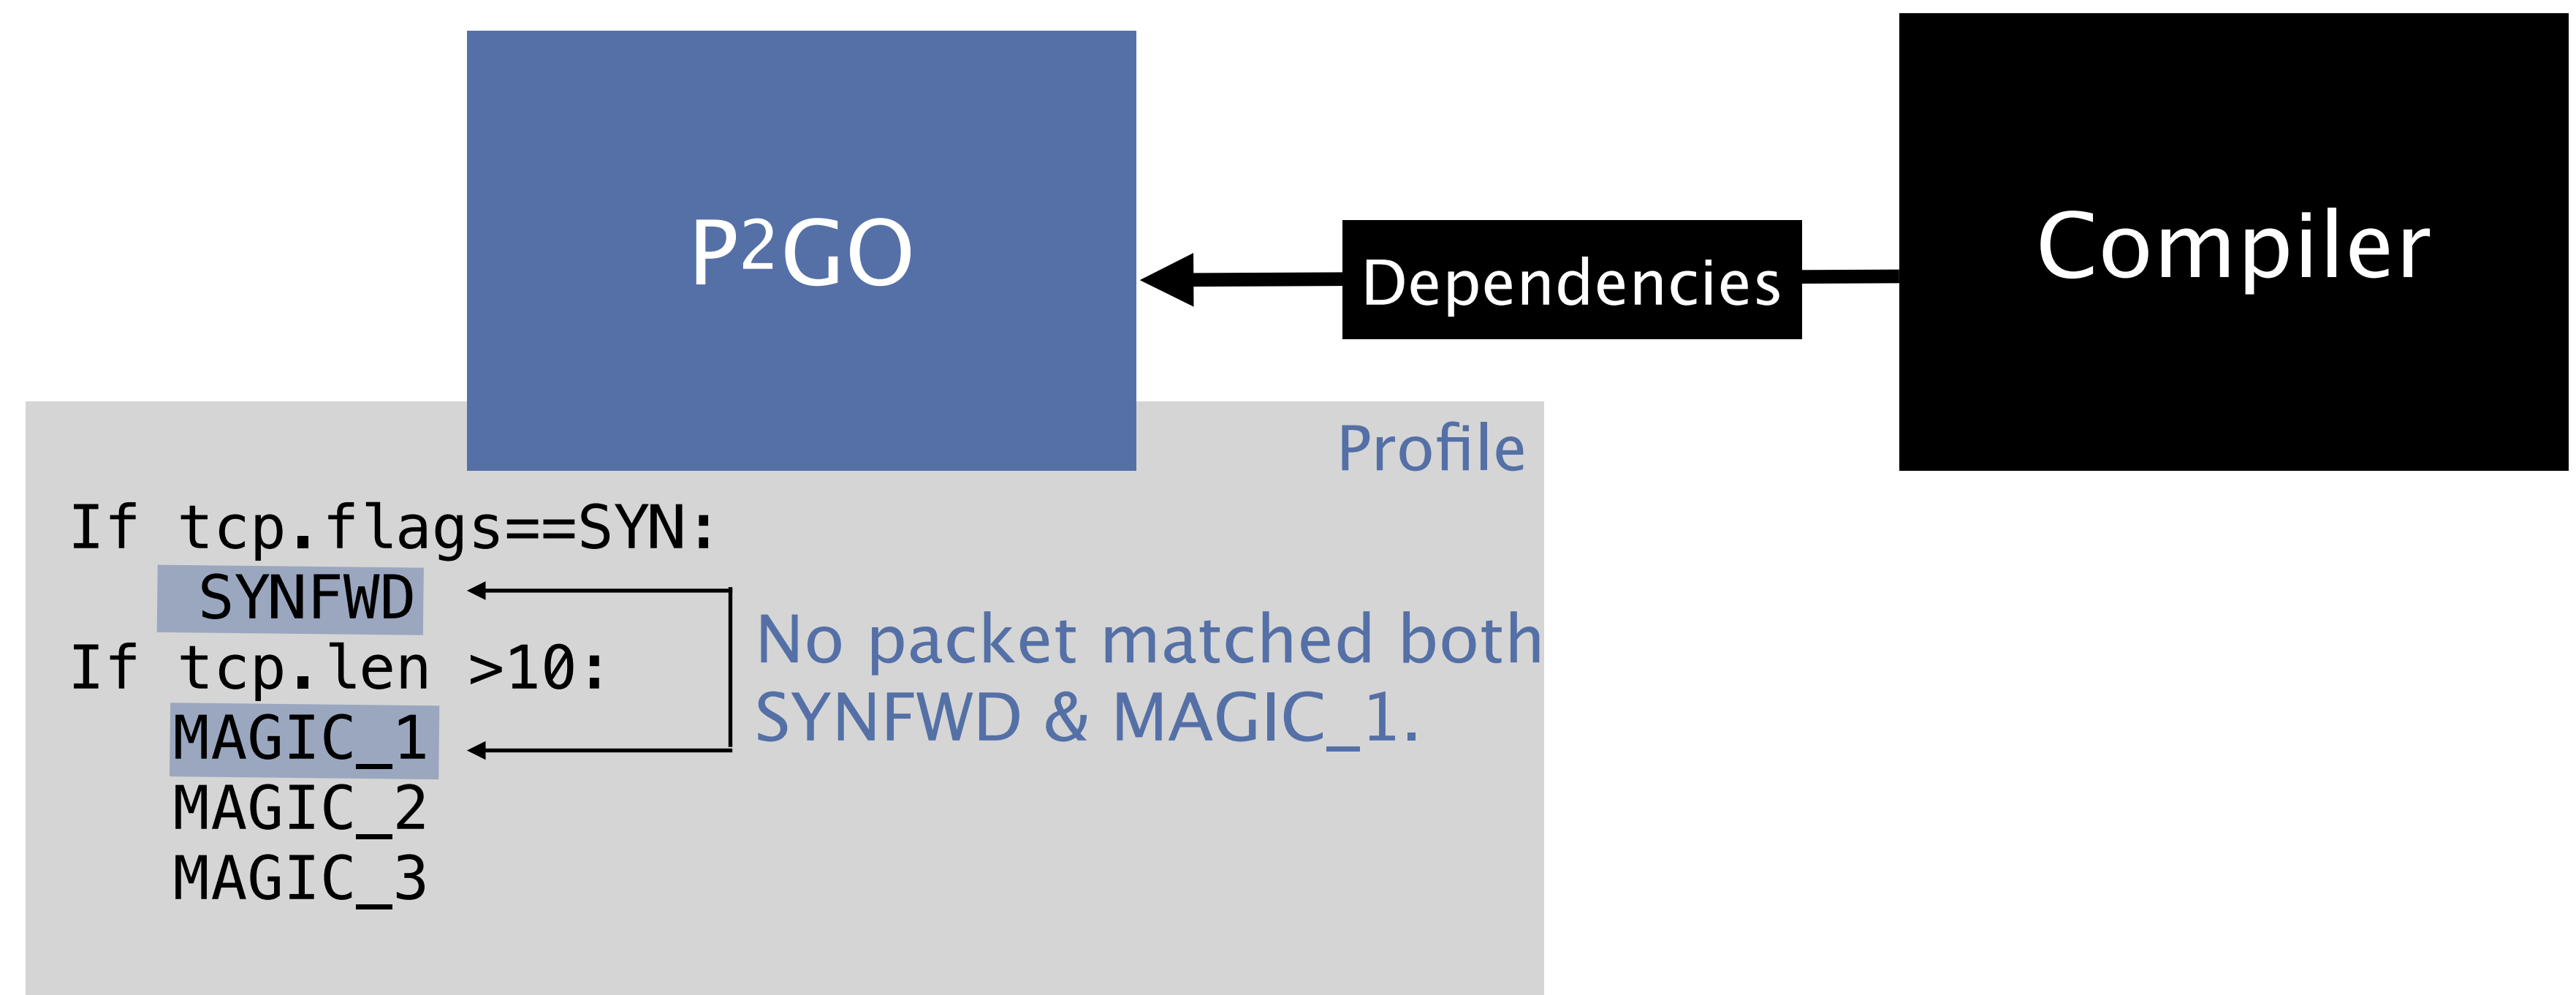 P²GO
Dependencies
Compiler
Profile
If tcp.flags==SYN:
SYNFWD
If tcp.len >10:
MAGIC_1
MAGIC_2
MAGIC_3
No packet matched both
SYNFWD & MAGIC_1.